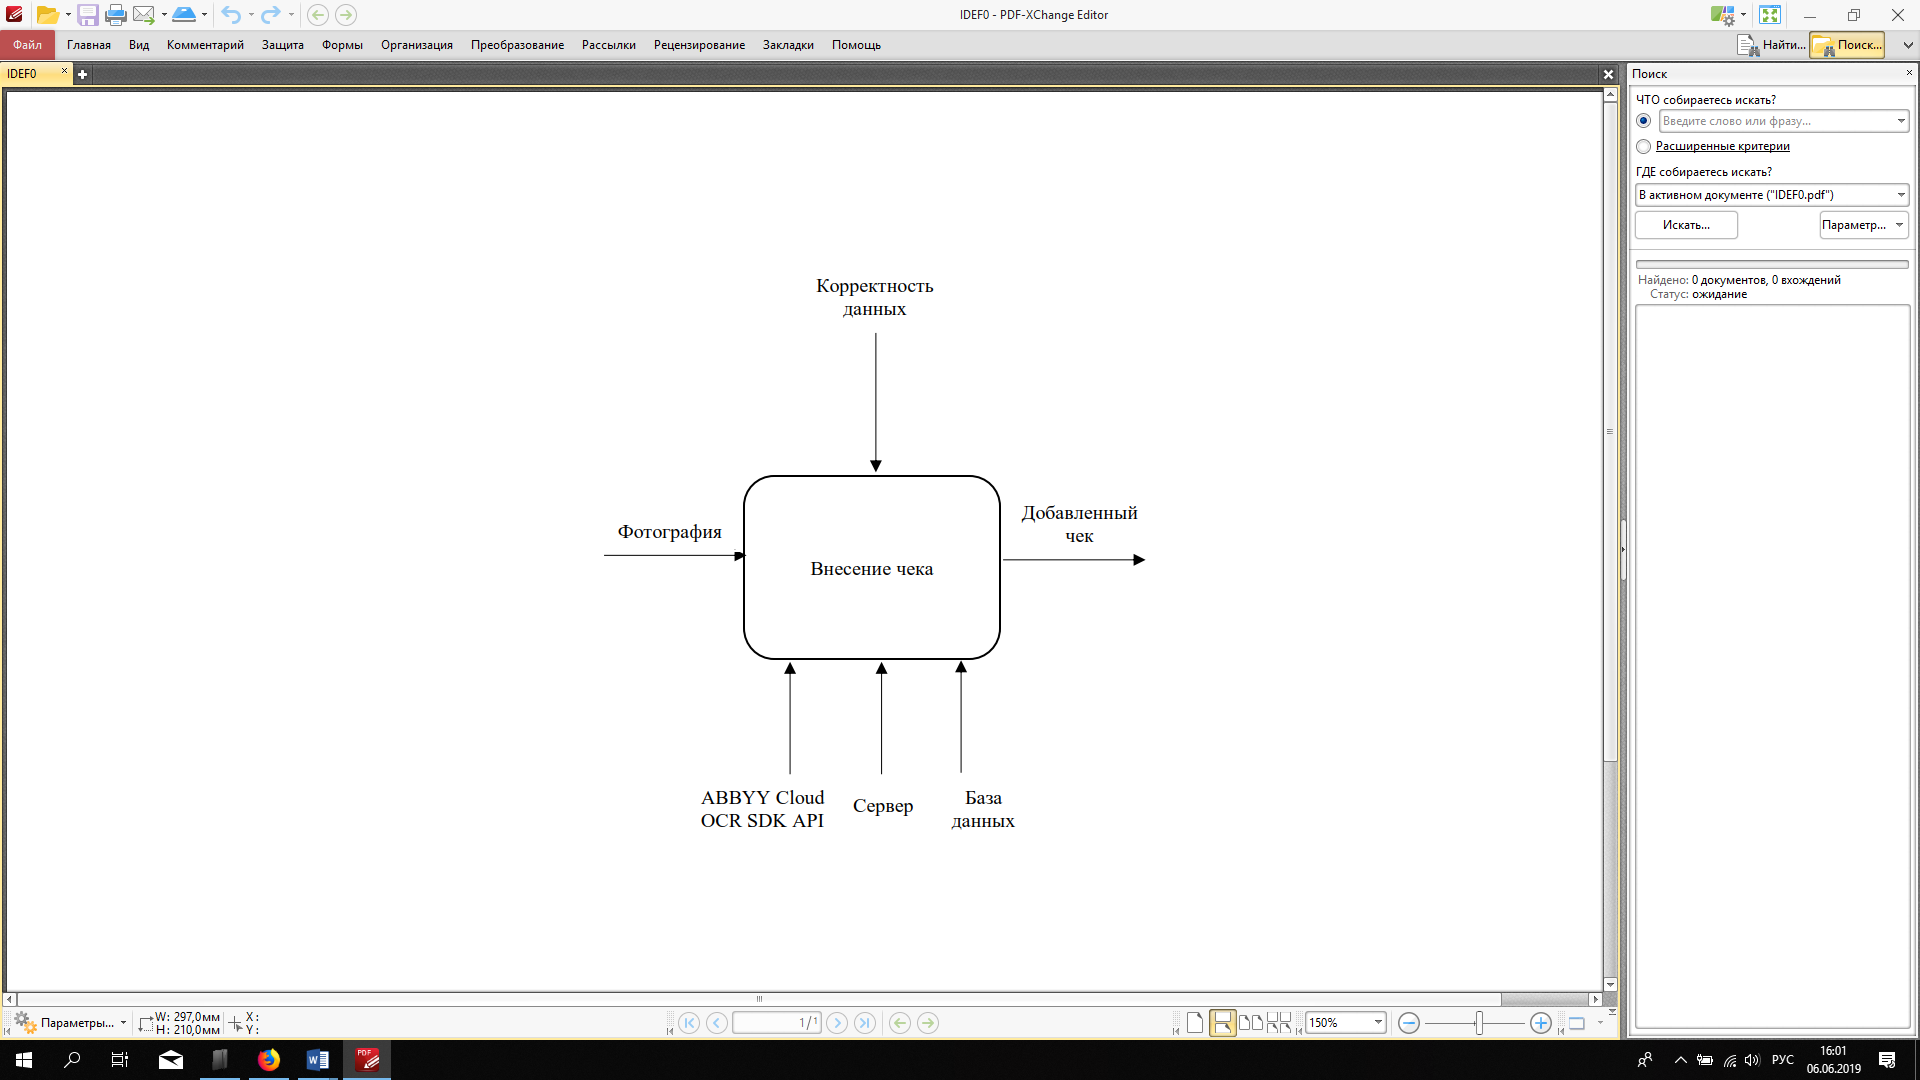 IDEF0 - PDF-XChange Editor
Файл Главная Вид Комментарий Защита Формы Организация Преобразование Рассылки Рецензирование Закладки Помощь Найти... Поиск...
IDEF0
Поиск
ЧТО собираетесь искать?
Введите слово или фразу...
Расширенные критерии
ГДЕ собираетесь искать?
В активном документе ("IDEF0.pdf")
Искать... Параметр...
Найдено: 0 документов, 0 вхождений
Статус: ожидание
Корректность
данных
Фотография
Внесение чека
Добавленный
чек
ABBYY Cloud
OCR SDK API
Сервер
База
данных
Параметры...
W: 297,0мм
H: 210,0мм
X:
Y:
1/1
150%
PDF
РУС
16:01
06.06.2019